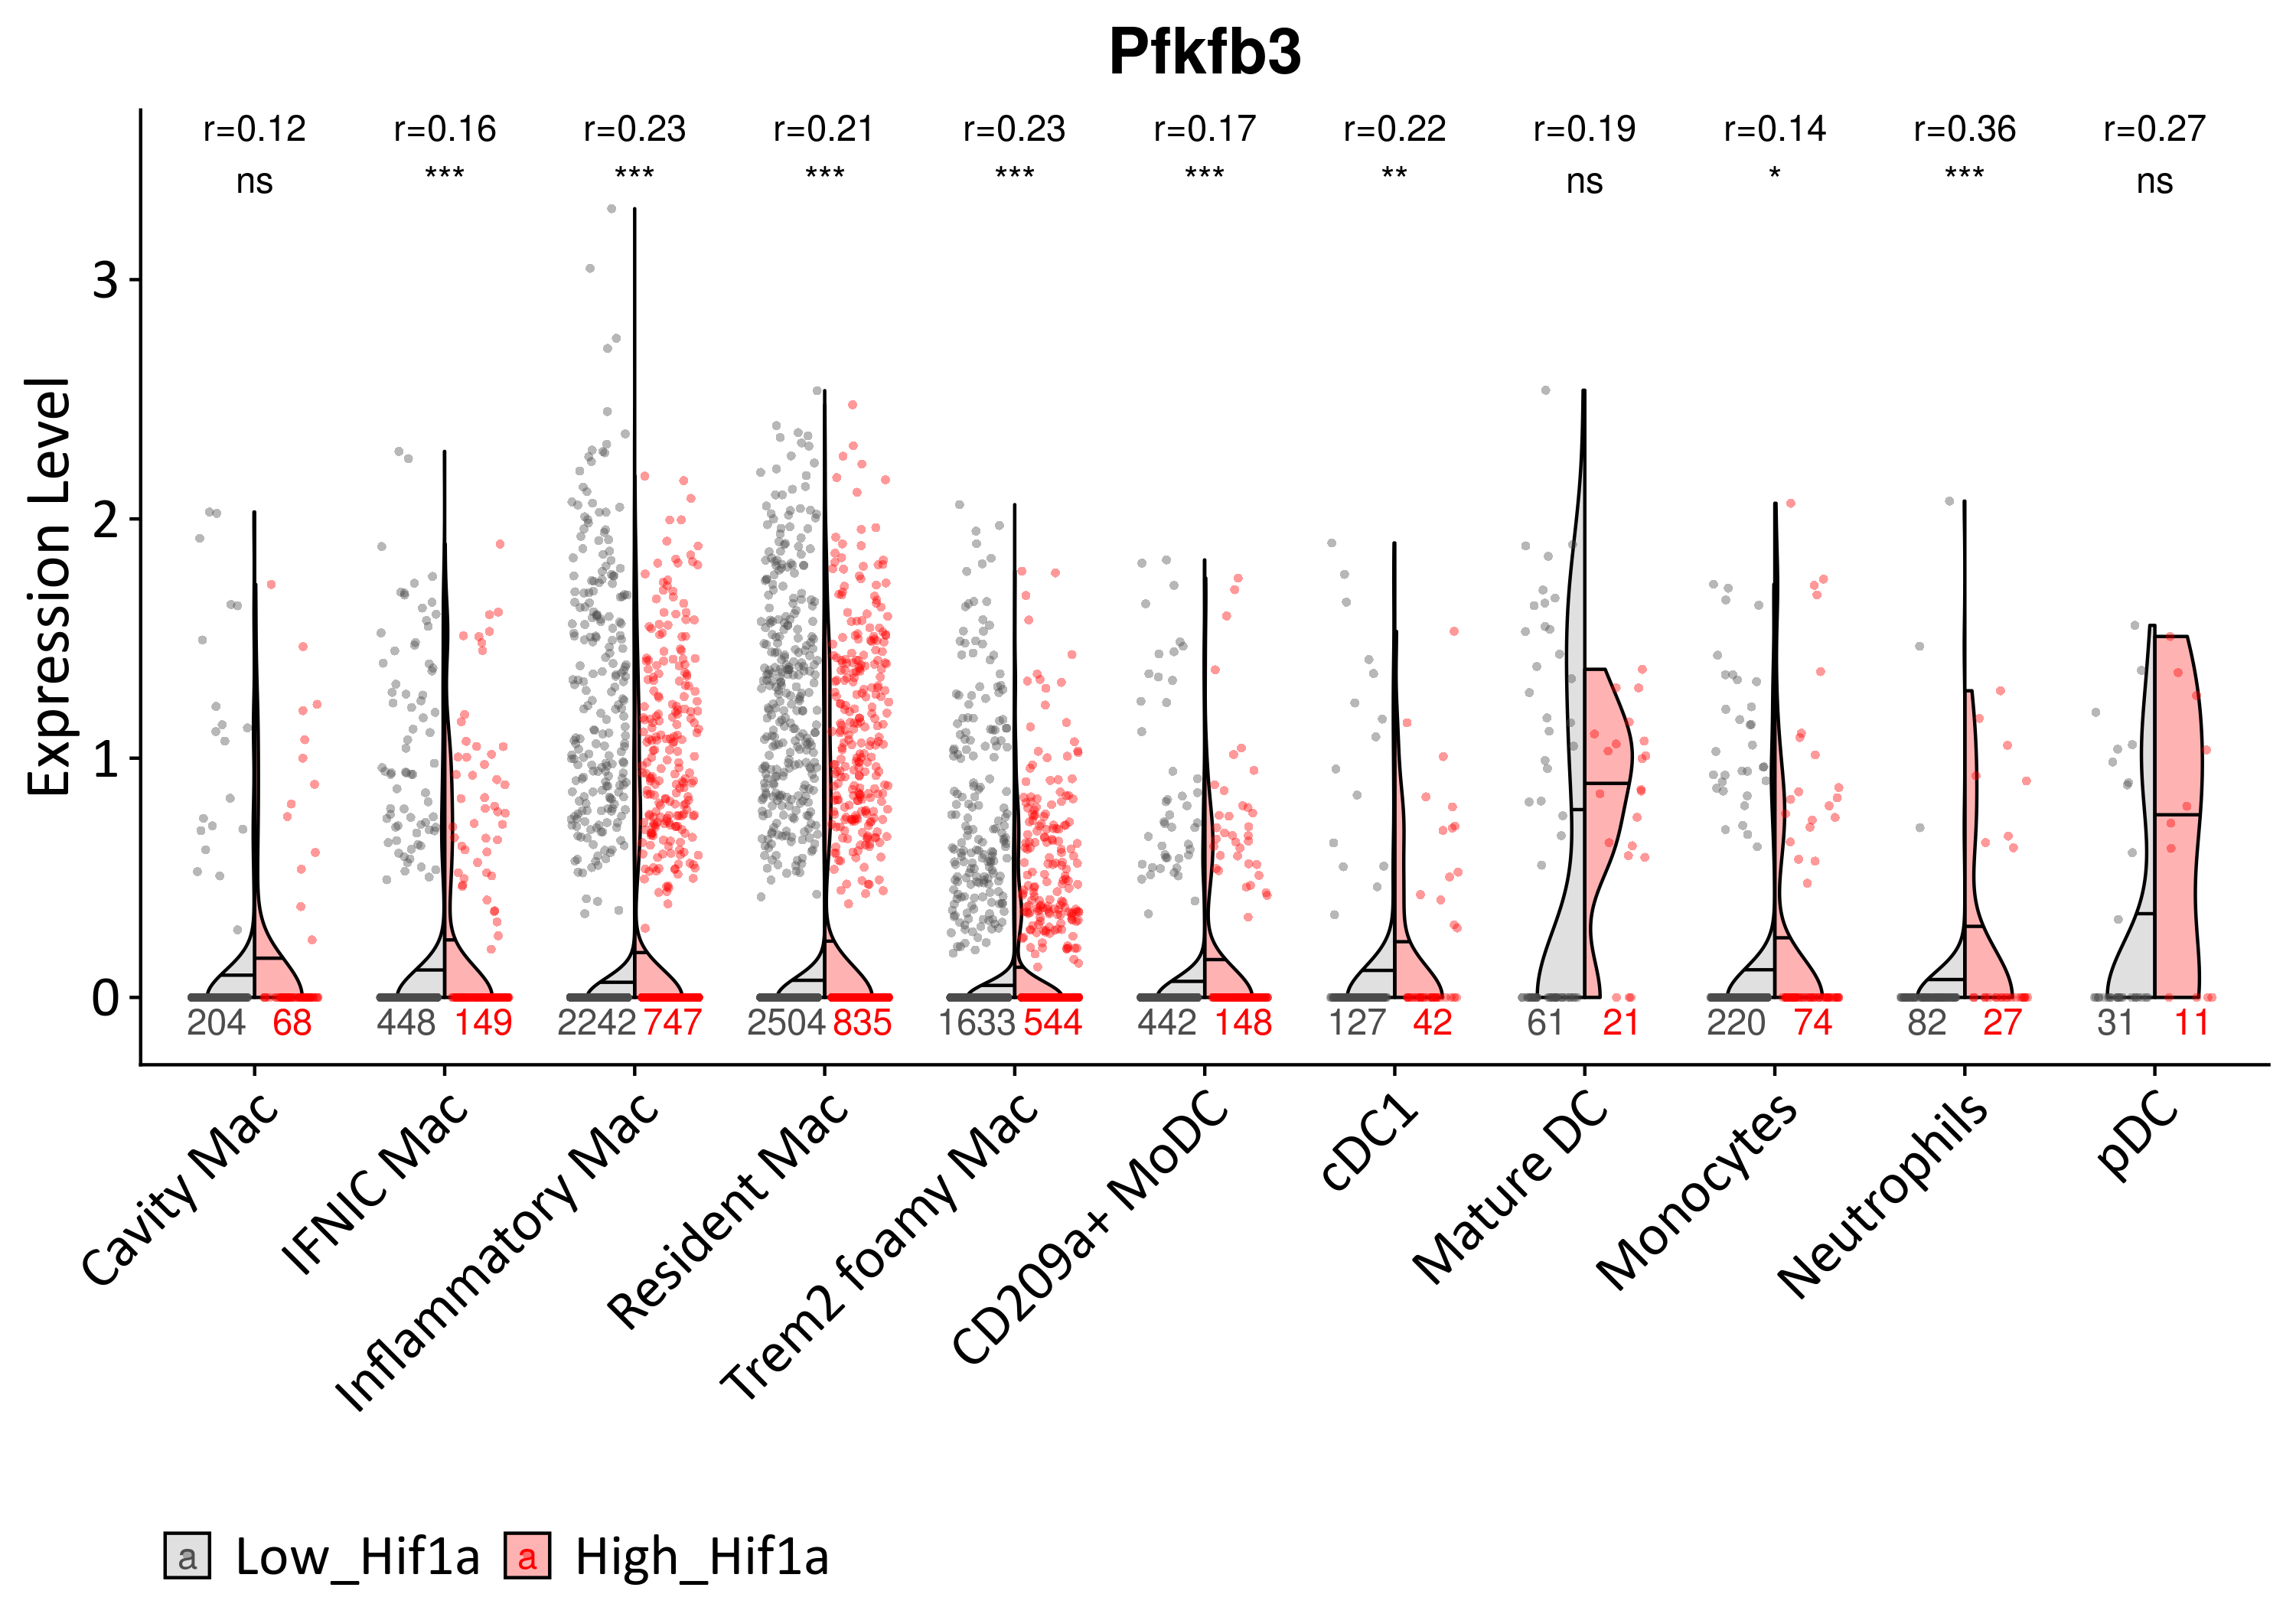 Pfkfb3
r=0.12 r=0.16 r=0.23 r=0.21 r=0.23 r=0.17 r=0.22 r=0.19 r=0.14 r=0.36 r=0.27
ns *** *** *** *** *** ** ns * *** ns
Expression Level
3
2
1
0
204 68 448 149 2242 747 2504 835 1633 544 442 148 127 42 61 21 220 74 82 27 31 11
Cavity Mac
IFNIC Mac
Inflammatory Mac
Resident Mac
Trem2 foamy Mac
CD209a+ MoDC
cDC1
Mature DC
Monocytes
Neutrophils
pDC
a Low_Hif1a a High_Hif1a